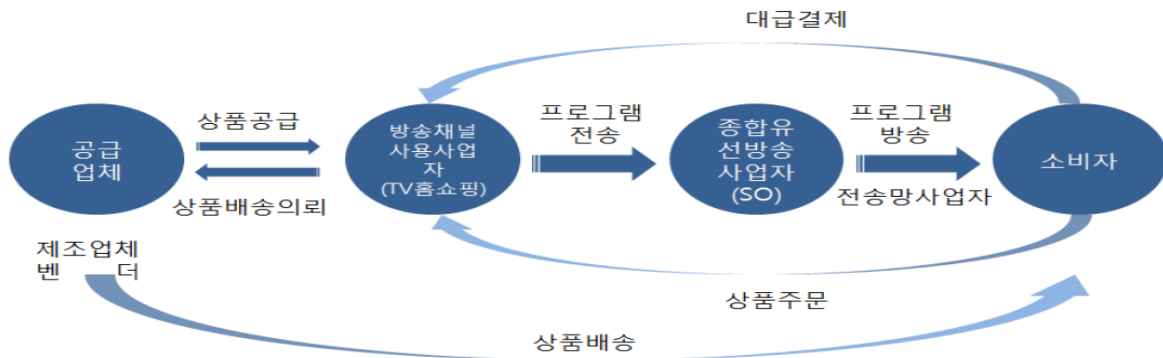 대급결제
상품공급
공급
업체
상품배송의뢰
제조업체
벤 더
방송채널
사용사업
자
(TV홈쇼핑)
프로그램
전송
종합유
선방송
사업자
(SO)
프로그램
방송
전송망사업자
소비자
상품주문
상품배송